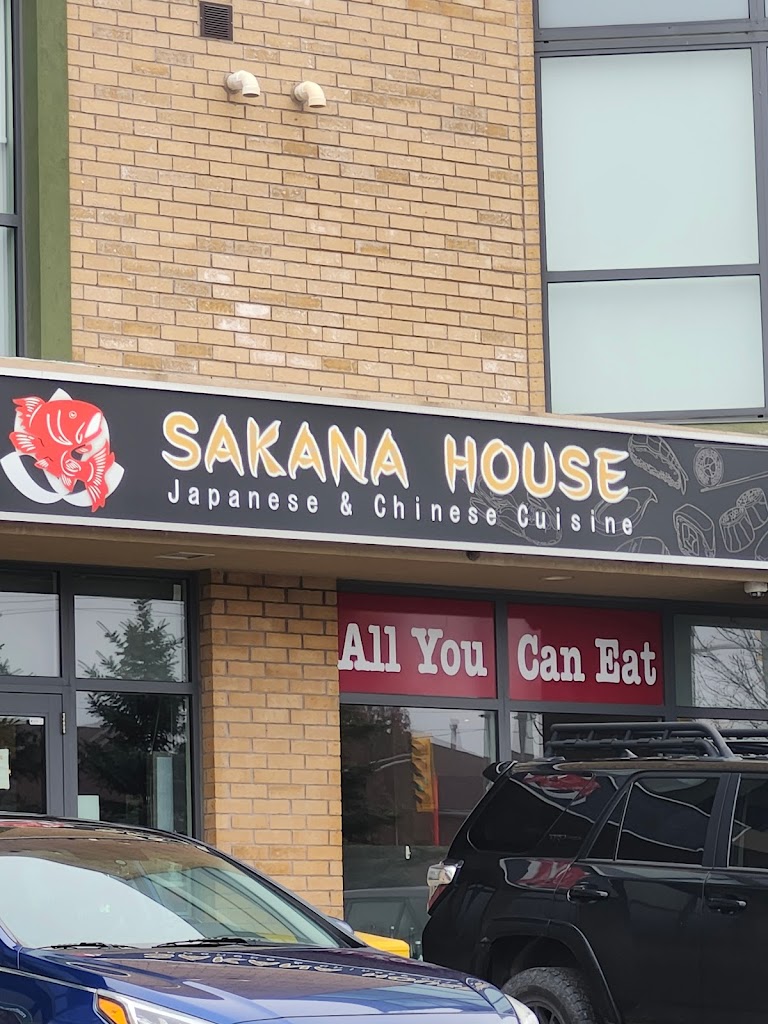 SAKANA HOUSE
Japanese & Chinese Cuisine
All You Can Eat